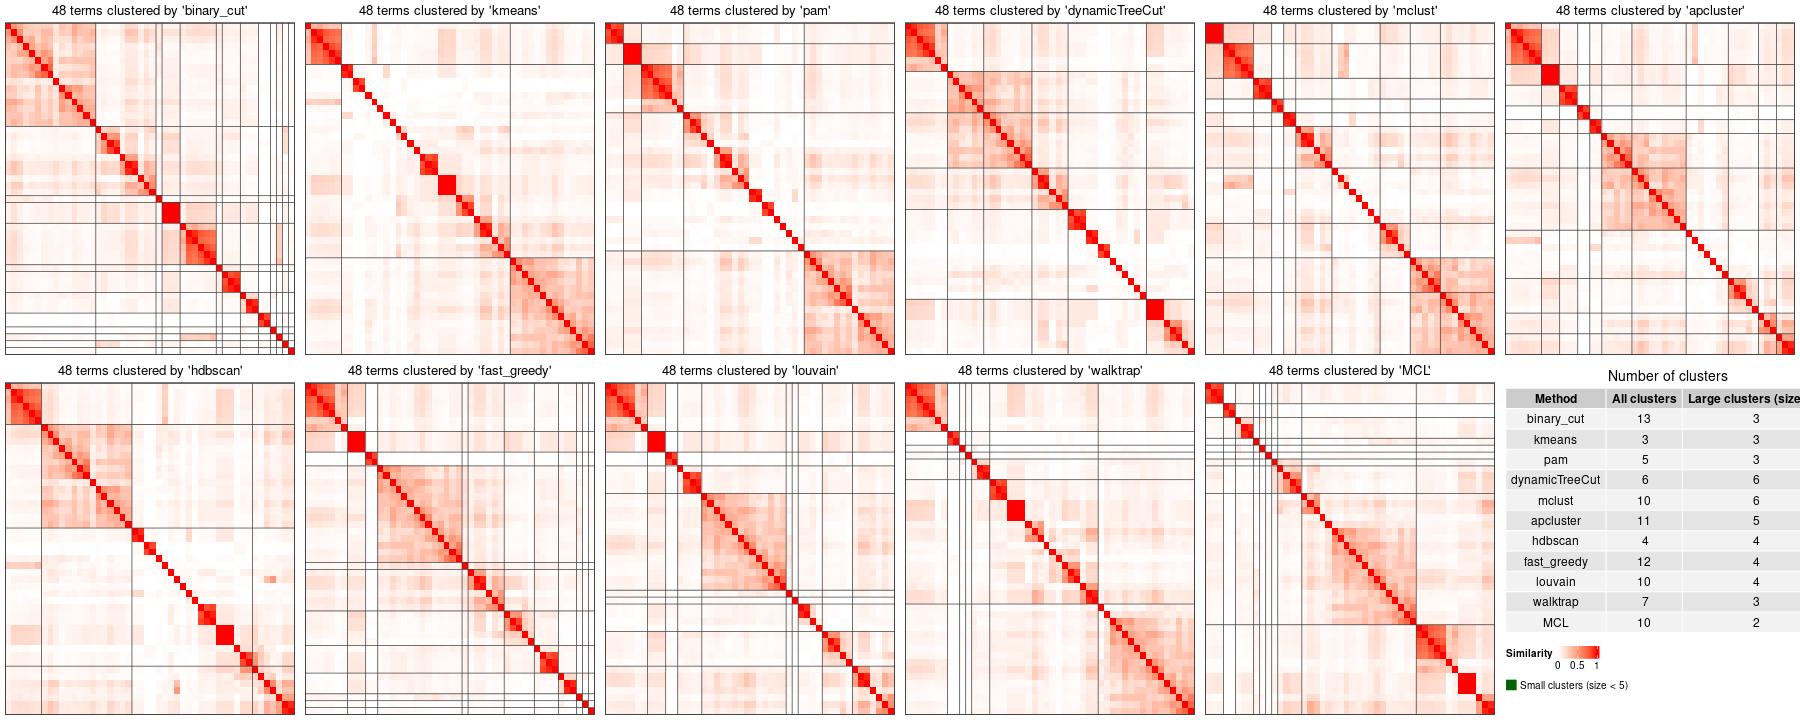 48 terms clustered by 'binary_cut'
48 terms clustered by 'kmeans'
48 terms clustered by 'pam'
48 terms clustered by 'dynamicTreeCut'
48 terms clustered by 'mclust'
48 terms clustered by 'apcluster'
48 terms clustered by 'hdbscan'
48 terms clustered by 'fast_greedy'
48 terms clustered by 'louvain'
48 terms clustered by 'walktrap'
48 terms clustered by 'MCL'
Number of clusters
Method All clusters Large clusters (size
binary_cut 13 3
kmeans 3 3
pam 5 3
dynamicTreeCut 6 6
mclust 10 6
apcluster 11 5
hdbscan 4 4
fast_greedy 12 4
louvain 10 4
walktrap 7 3
MCL 10 2
Similarity
0 0.5 1
Small clusters (size < 5)